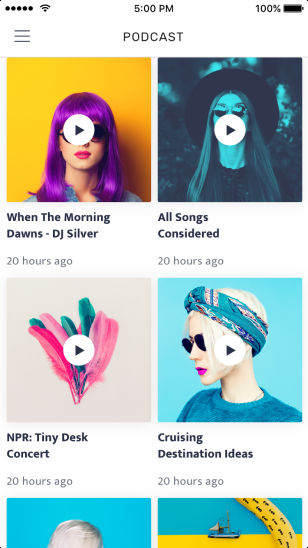 5:00 PM 100%
PODCAST
When The Morning
Dawns - DJ Silver
20 hours ago
All Songs
Considered
20 hours ago
NPR: Tiny Desk
Concert
20 hours ago
Cruising
Destination Ideas
20 hours ago